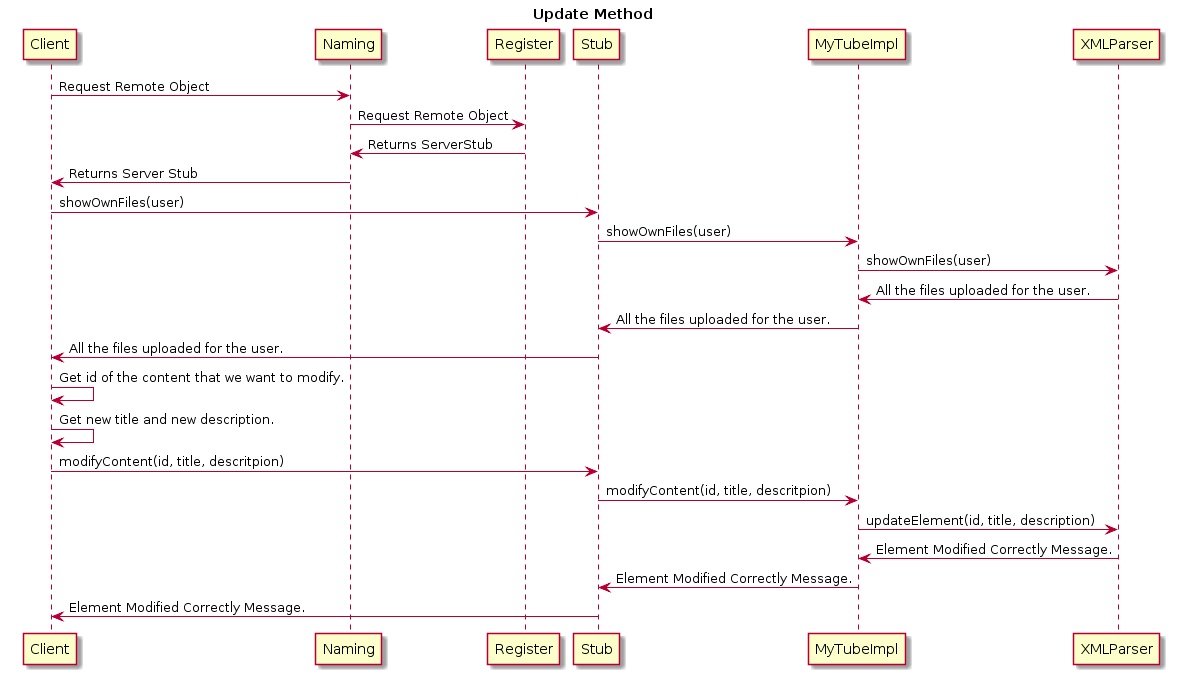 Update Method
Client Naming Register Stub MyTubeImpl XMLParser
Request Remote Object
Request Remote Object
Returns ServerStub
Returns Server Stub
showOwnFiles(user)
showOwnFiles(user)
showOwnFiles(user)
All the files uploaded for the user.
All the files uploaded for the user.
All the files uploaded for the user.
Get id of the content that we want to modify.
Get new title and new description.
modifyContent(id, title, descritpion)
modifyContent(id, title, descritpion)
updateElement(id, title, description)
Element Modified Correctly Message.
Element Modified Correctly Message.
Element Modified Correctly Message.
Client Naming Register Stub MyTubeImpl XMLParser